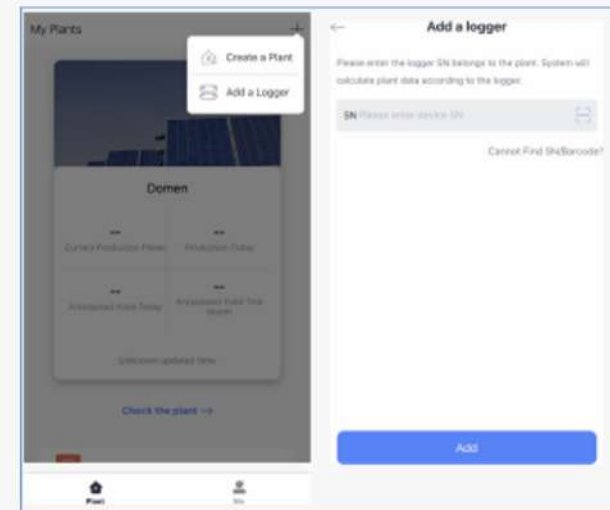 My Plants
Create a Plant
Add a Logger
Domen
--
--
Current Production Power
Production Today
--
--
Anticipated Yield Today
Anticipated Yield This Month
Unknown updated time
Check the plant
Plant
Me
Add a logger
Please enter the logger SN belongs to the plant. System will
calculate plant data according to the logger.
SN Please enter device SN
Cannot Find SN/Barcode?
Add